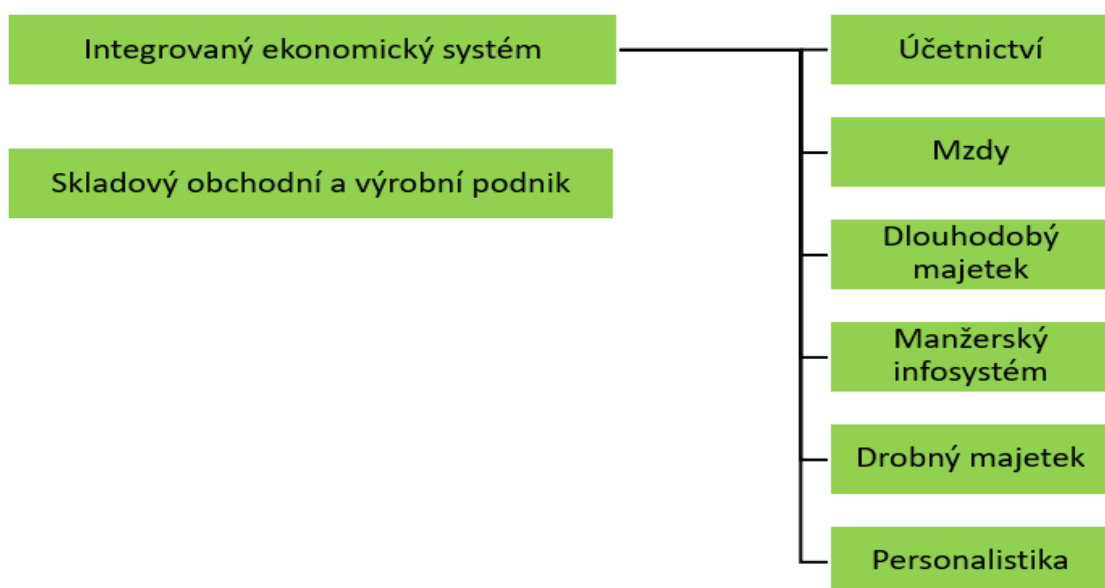 Integrovaný ekonomický systém
Skladový obchodní a výrobní podnik
Účetnictví
Mzdy
Dlouhodobý
majetek
Manžerský
infosystém
Drobný majetek
Personalistika